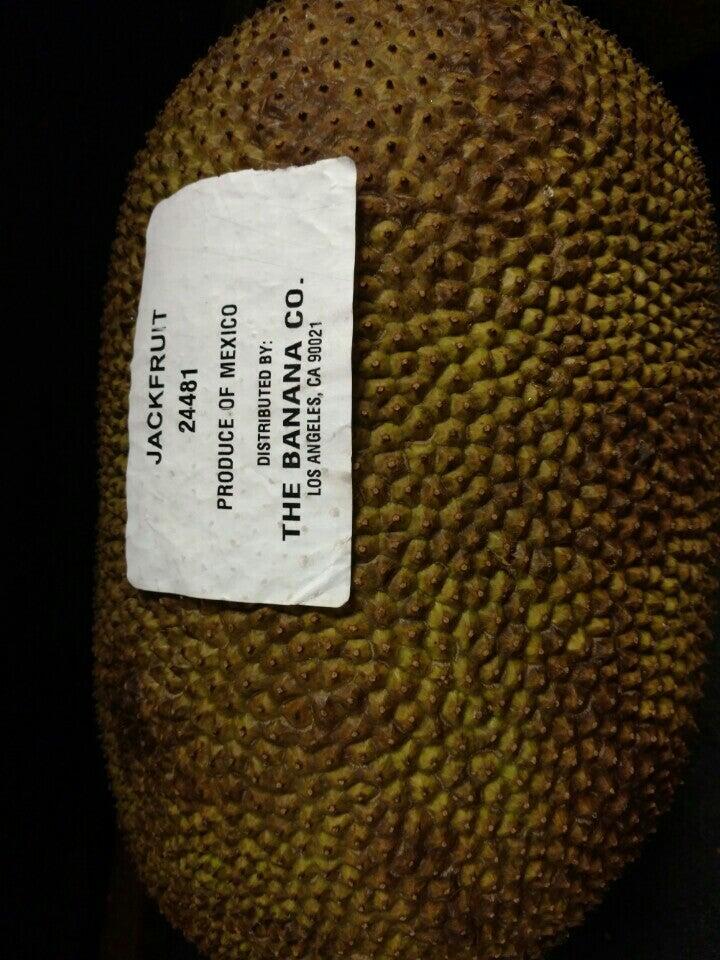 JACKFRUIT
24481
PRODUCE OF MEXICO
DISTRIBUTED BY:
THE BANANA CO.
LOS ANGELES, CA 90021